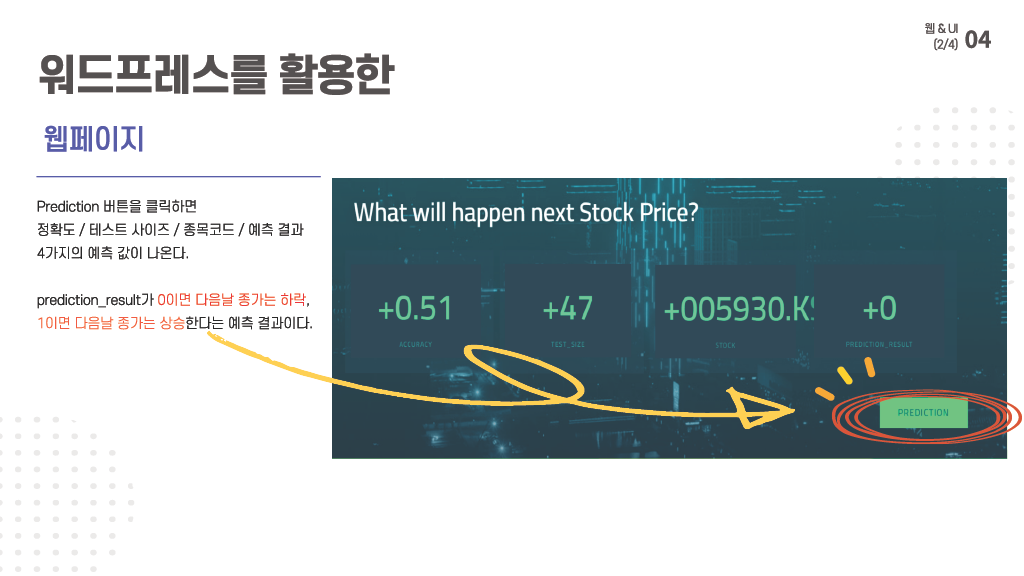 웹 & UI
(2/4) 04
워드프레스를 활용한
웹페이지
Prediction 버튼을 클릭하면
정확도 / 테스트 사이즈 / 종목코드 / 예측 결과
4가지의 예측 값이 나온다.
prediction_result가 0이면 다음날 종가는 하락,
1이면 다음날 종가는 상승한다는 예측 결과이다.
What will happen next Stock Price?
+0.51 +47 +005930.KS +0
ACCURACY TEST_SIZE STOCK PREDICTION_RESULT
PREDICTION